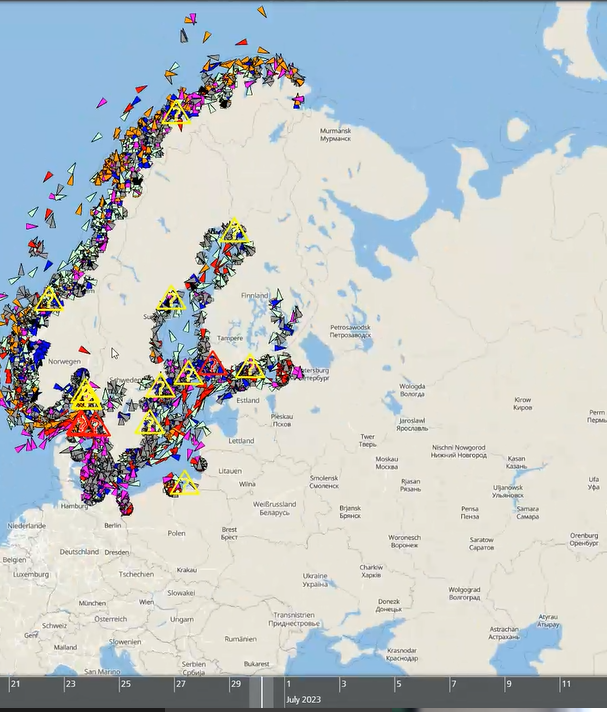 Murmansk
Мурманск
Finnland
Petrosawodsk
Петрозаводск
Norwegen
Tampere
Schweden
Estland
Pleskau
Псков
Wologda
Вологда
Kirow
Киров
Perm
Jaroslawl
Ярославль
Lettland
Twer
Тверь
Nischni Nowgorod
Нижний Новгород
Moskau
Москва
Kasan
Казань
Litauen
Wilna
Smolensk
Смоленск
Rjasan
Рязань
Uljanowsk
Ульяновск
Ufa
Уфа
Hamburg
Niederlande
Berlin
Weißrussland
Беларусь
Brjansk
Брянск
Pensa
Пенза
Samara
Самара
Polen
Brest
Брест
Woronesch
Воронеж
Saratow
Саратов
Orenburg
Оренбург
Belgien
Deutschland
Dresden
Luxemburg
Tschechien
Krakau
Ukraine
Україна
Charkiw
Харків
Slowakei
Wolgograd
Волгоград
München
Wien
Donezk
Донецьк
Österreich
Ungarn
Transnistrien
Приднестровье
Schweiz
Atyrau
Атырау
Astrachan
Астрахань
Genf
Mailand
Slowenien
Rumänien
Krasnodar
Краснодар
San Marino
Serbien
Србија
Bukarest
21 23 25 27 29 1 3 5 7 9 11
July 2023